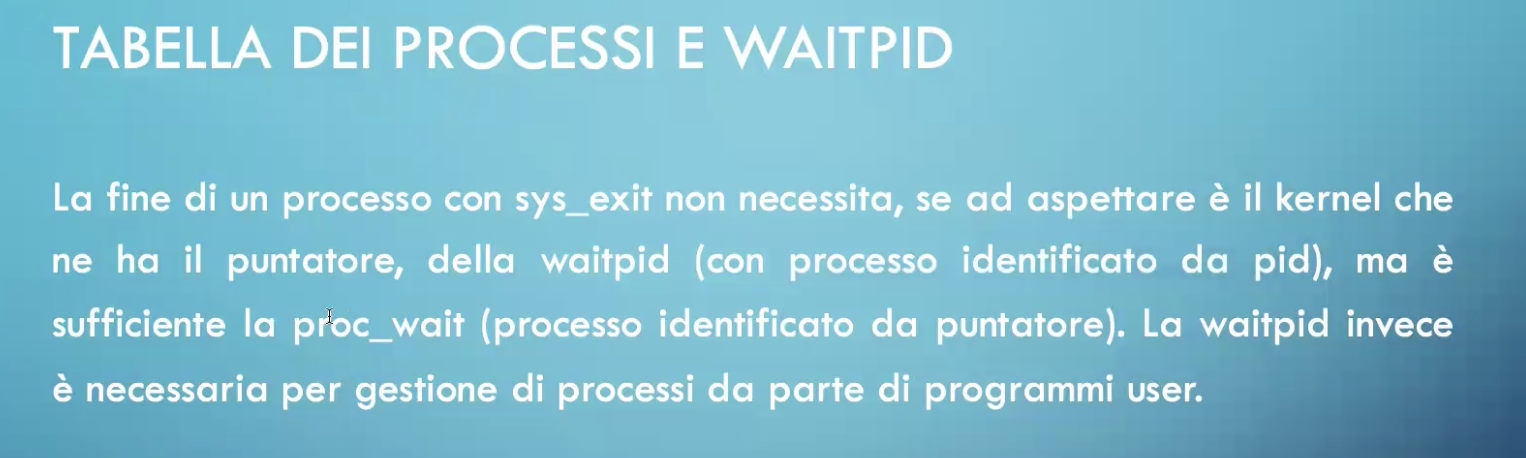 TABELLA DEI PROCESSI E WAITPID
La fine di un processo con sys_exit non necessita, se ad aspettare è il kernel che
ne ha il puntatore, della waitpid (con processo identificato da pid), ma è
sufficiente la proc_wait (processo identificato da puntatore). La waitpid invece
è necessaria per gestione di processi da parte di programmi user.